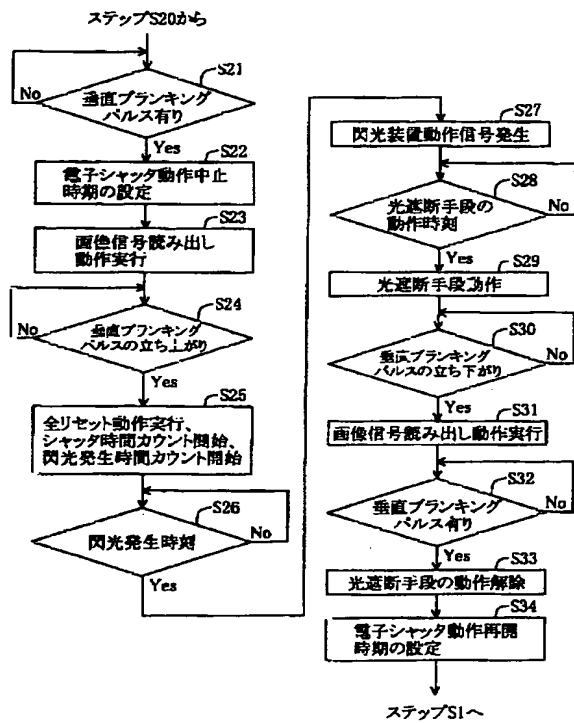 ステップS20から
S21
垂直ブランキング
パルス有り
No
Yes
S22
電子シャッタ動作中止
時期の設定
S23
画像信号読み出し
動作実行
S24
垂直ブランキング
パルスの立ち上がり
No
Yes
S25
全リセット動作実行、
シャッタ時間カウント開始、
閃光発生時間カウント開始
S26
閃光発生時刻
No
Yes
S27
閃光装置動作信号発生
S28
光遮断手段の
動作時刻
No
Yes
S29
光遮断手段動作
S30
垂直ブランキング
パルスの立ち下がり
No
Yes
S31
画像信号読み出し動作実行
S32
垂直ブランキング
パルス有り
No
Yes
S33
光遮断手段の動作解除
S34
電子シャッタ動作再開
時期の設定
ステップS1へ